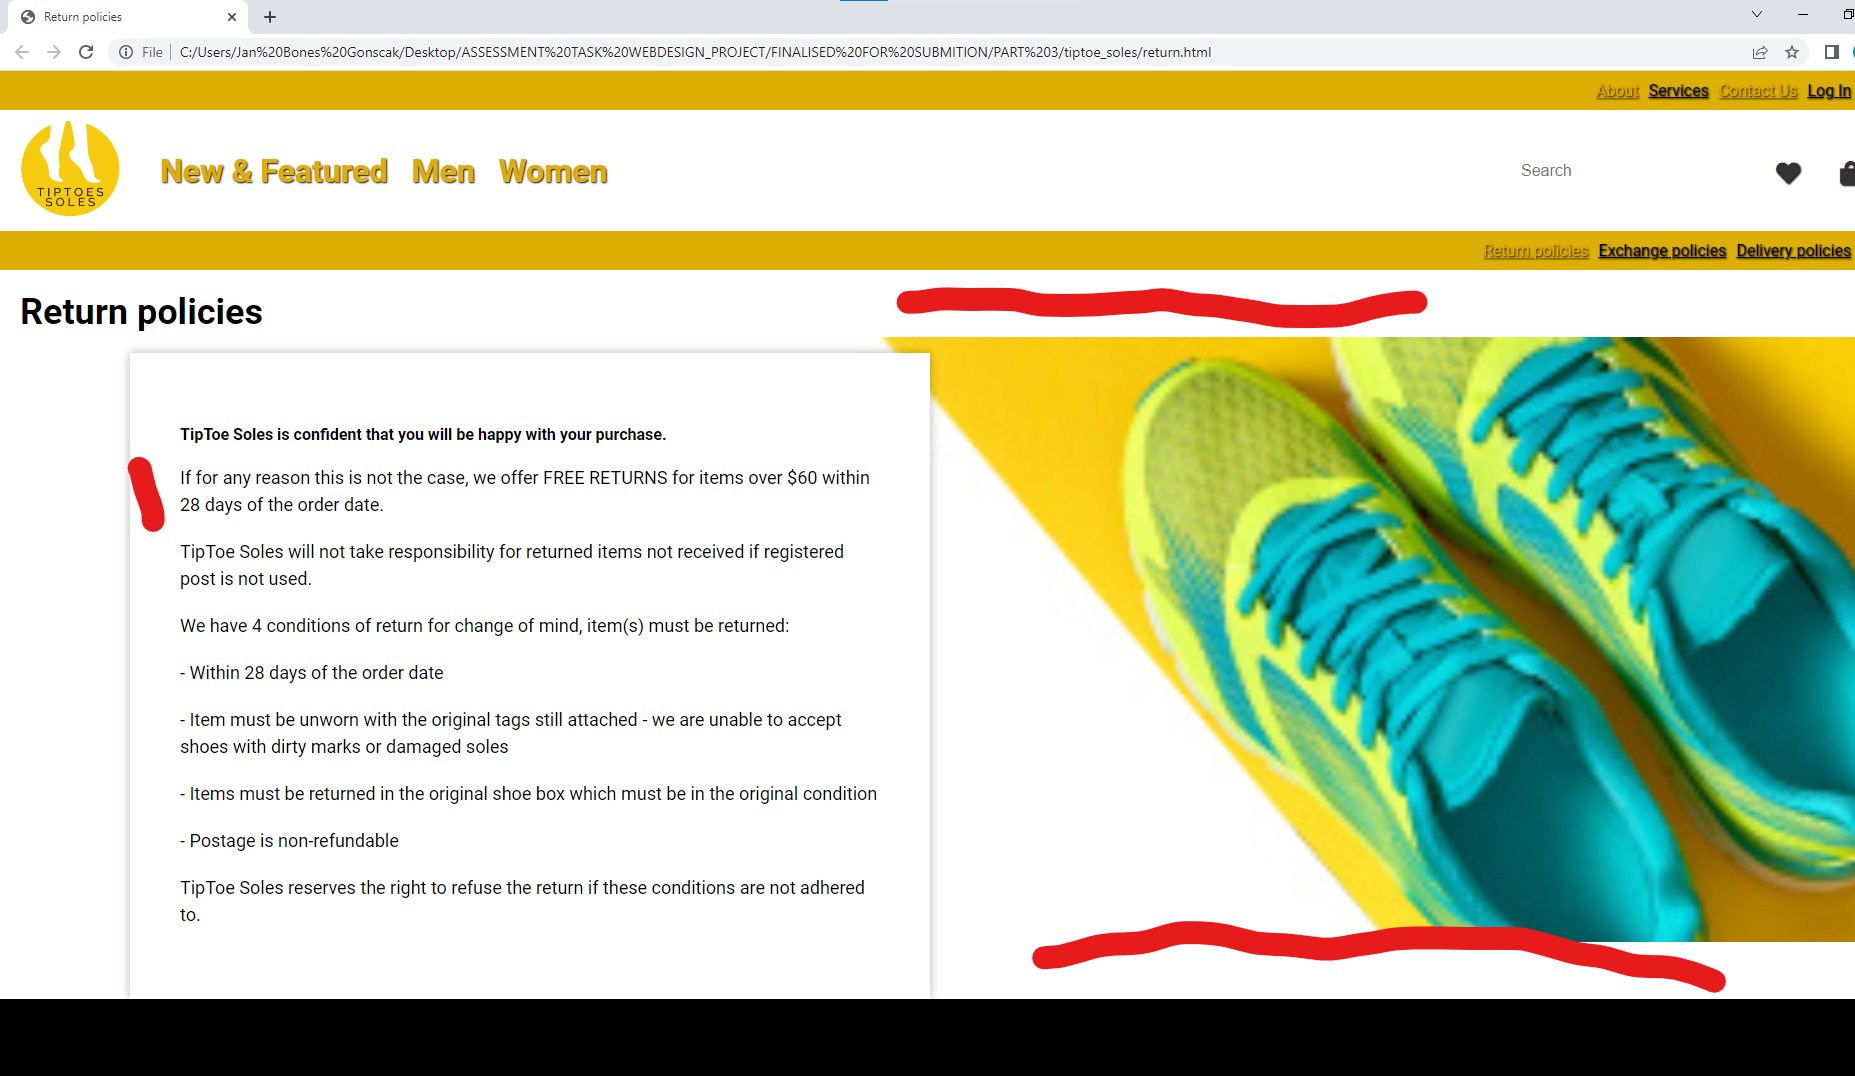 Return policies
File
C:/Users/Jan%20Bones%20Gonscak/Desktop/ASSESSMENT%20TASK%20WEBDESIGN_PROJECT/FINALISED%20FOR%20SUBMITION/PART%203/tiptoe_soles/return.html
About Services Contact Us Log In
TIPTOES
SOLES
New & Featured Men Women
Search
Return policies Exchange policies Delivery policies
Return policies
TipToe Soles is confident that you will be happy with your purchase.
If for any reason this is not the case, we offer FREE RETURNS for items over $60 within
28 days of the order date.
TipToe Soles will not take responsibility for returned items not received if registered
post is not used.
We have 4 conditions of return for change of mind, item(s) must be returned:
- Within 28 days of the order date
- Item must be unworn with the original tags still attached - we are unable to accept
shoes with dirty marks or damaged soles
- Items must be returned in the original shoe box which must be in the original condition
- Postage is non-refundable
TipToe Soles reserves the right to refuse the return if these conditions are not adhered
to.